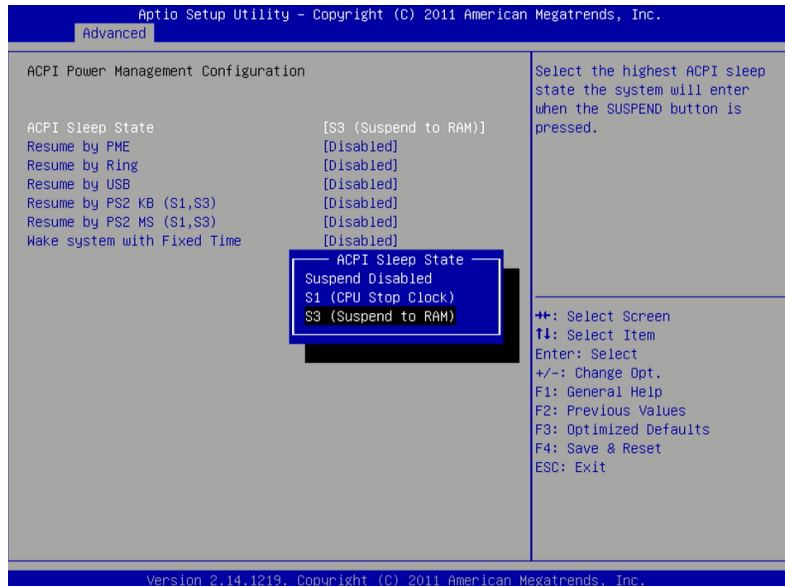 Aptio Setup Utility – Copyright (C) 2011 American Megatrends, Inc.
Advanced
ACPI Power Management Configuration
ACPI Sleep State [S3 (Suspend to RAM)]
Resume by PME [Disabled]
Resume by Ring [Disabled]
Resume by USB [Disabled]
Resume by PS2 KB (S1,S3) [Disabled]
Resume by PS2 MS (S1,S3) [Disabled]
Wake system with Fixed Time [Disabled]
ACPI Sleep State
Suspend Disabled
S1 (CPU Stop Clock)
S3 (Suspend to RAM)
Select the highest ACPI sleep
state the system will enter
when the SUSPEND button is
pressed.
→←: Select Screen
↑↓: Select Item
Enter: Select
+/-: Change Opt.
F1: General Help
F2: Previous Values
F3: Optimized Defaults
F4: Save & Reset
ESC: Exit
Version 2.14.1219. Copyright (C) 2011 American Megatrends, Inc.